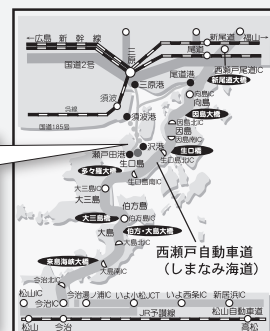 ←広島 新幹線
三原
新尾道
福山→
尾道
国道2号
西瀬戸尾道IC
新尾道大橋
尾道港
三原港
向島IC
向島
須波
因島大橋
呉線
国道185号
須波港
因島北IC
因島
因島南IC
沢港
生口橋
瀬戸田港
生口島北IC
生口島
多々羅大橋
生口島南IC
大三島IC
大三島
伯方島
大三島橋
伯方島IC
大島
伯方・大島大橋
大島北IC
西瀬戸自動車道
(しまなみ海道)
来島海峡大橋
大島南IC
今治北IC
今治IC
松山IC
今治湯ノ浦IC
いよ小松JCT
いよ西条IC
新居浜IC
松山自動車道
JR予讃線
松山
今治
高松